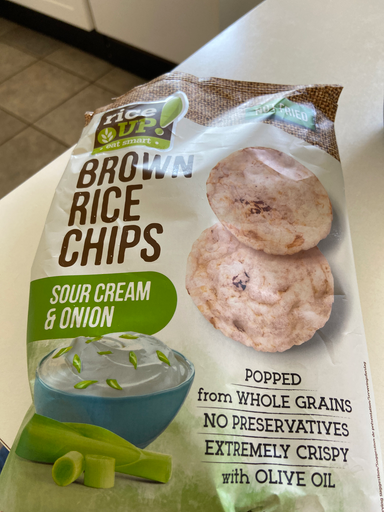 rice
UP!
eat smart
FRIED
BROWN
RICE
CHIPS
SOUR CREAM
& ONION
POPPED
from WHOLE GRAINS
NO PRESERVATIVES
EXTREMELY CRISPY
with OLIVE OIL